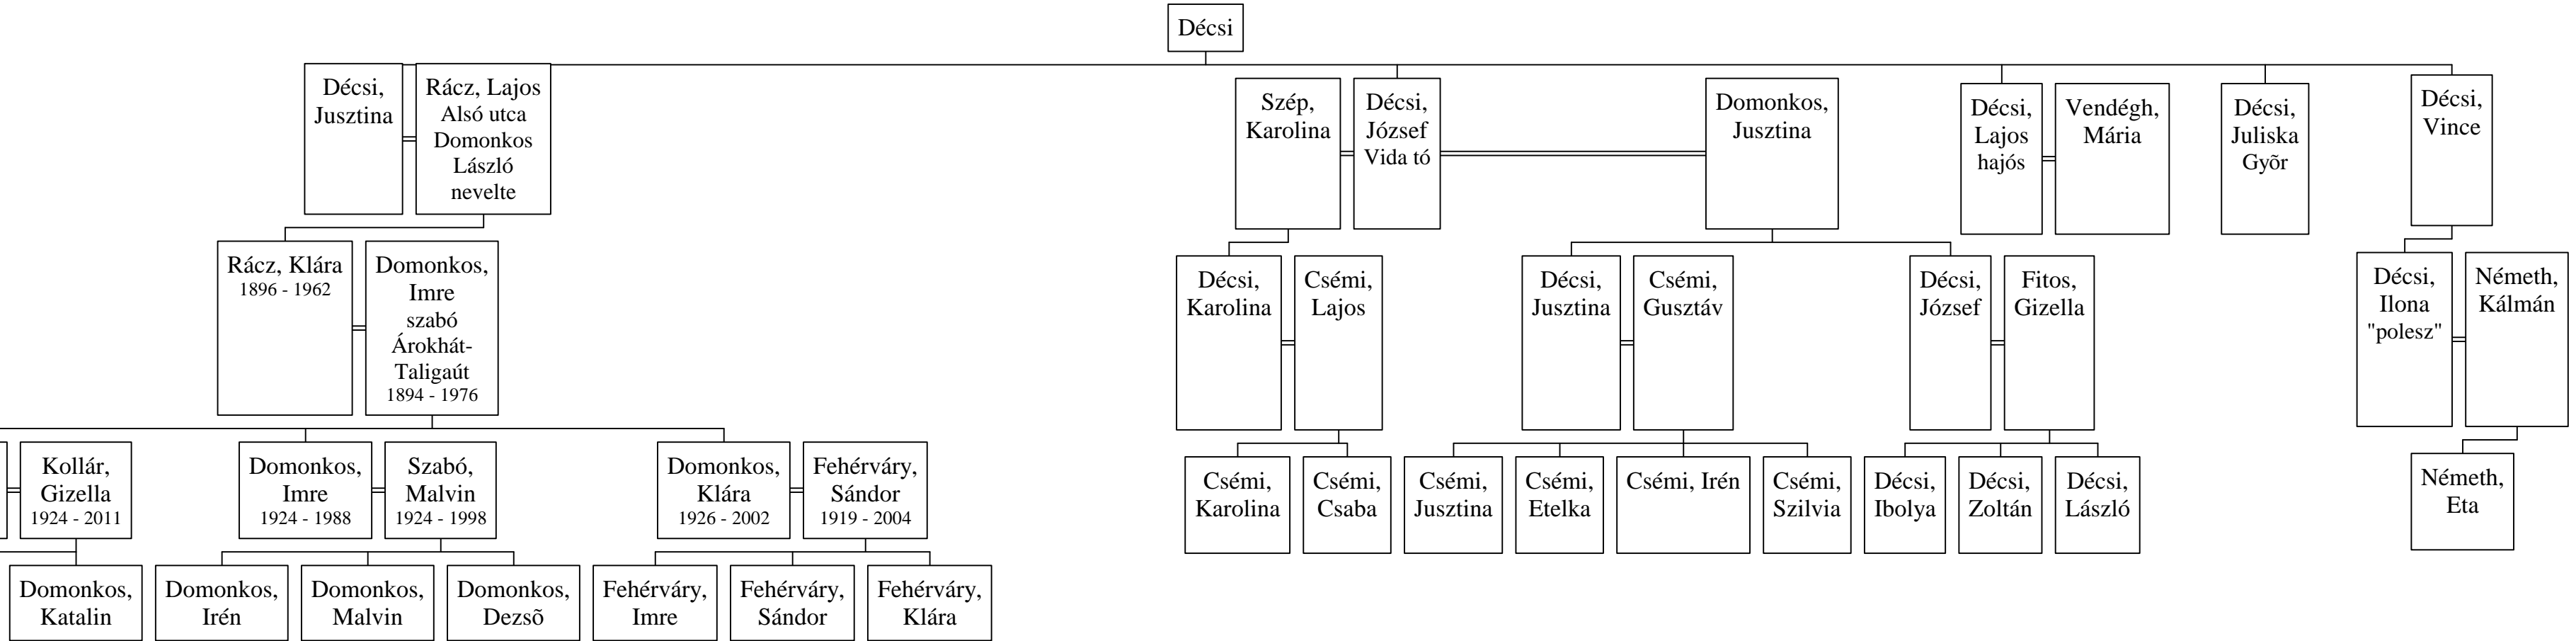 Décsi
Décsi,
Jusztina
Rácz, Lajos
Alsó utca
Domonkos
László
nevelte
Szép,
Karolina
Décsi,
József
Vida tó
Domonkos,
Jusztina
Décsi,
Lajos
hajós
Vendégh,
Mária
Décsi,
Juliska
Gyõr
Décsi,
Vince
Rácz, Klára
1896 - 1962
Domonkos,
Imre
szabó
Árokhát-
Taligaút
1894 - 1976
Décsi,
Karolina
Csémi,
Lajos
Décsi,
Jusztina
Csémi,
Gusztáv
Décsi,
József
Fitos,
Gizella
Décsi,
Ilona
"polesz"
Németh,
Kálmán
Kollár,
Gizella
1924 - 2011
Domonkos,
Imre
1924 - 1988
Szabó,
Malvin
1924 - 1998
Domonkos,
Klára
1926 - 2002
Fehérváry,
Sándor
1919 - 2004
Csémi,
Karolina
Csémi,
Csaba
Csémi,
Jusztina
Csémi,
Etelka
Csémi, Irén
Csémi,
Szilvia
Décsi,
Ibolya
Décsi,
Zoltán
Décsi,
László
Németh,
Eta
Domonkos,
Katalin
Domonkos,
Irén
Domonkos,
Malvin
Domonkos,
Dezsõ
Fehérváry,
Imre
Fehérváry,
Sándor
Fehérváry,
Klára